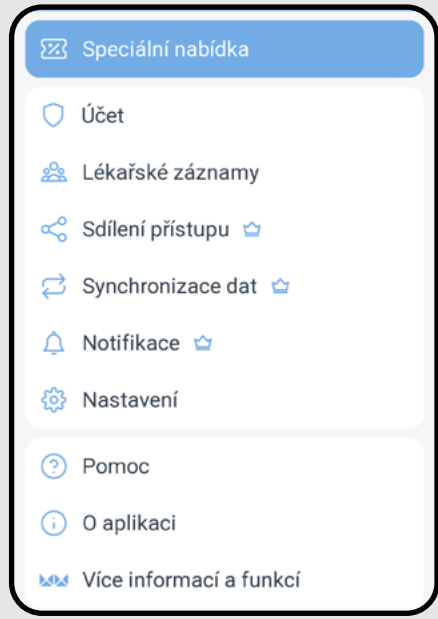 Speciální nabídka
Účet
Lékařské záznamy
Sdílení přístupu
Synchronizace dat
Notifikace
Nastavení
Pomoc
O aplikaci
Více informací a funkcí